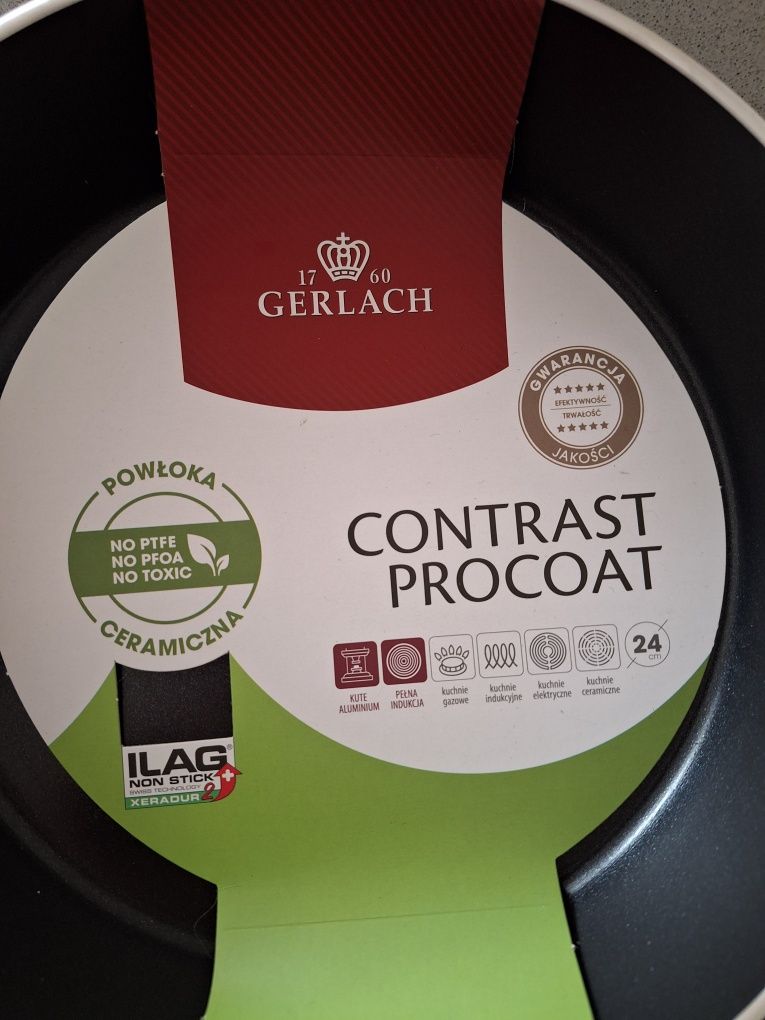 17 60
GERLACH
GWARANCJA
EFEKTYWNOŚĆ
TRWAŁOŚĆ
JAKOŚCI
POWŁOKA
NO PTFE
NO PFOA
NO TOXIC
CERAMICZNA
CONTRAST
PROCOAT
KUTE
ALUMINIUM
PEŁNA
INDUKCJA
kuchnie
gazowe
kuchnie
indukcyjne
kuchnie
elektryczne
kuchnie
ceramiczne
24
cm
ILAG®
NON STICK
SWISS TECHNOLOGY
XERADUR 2